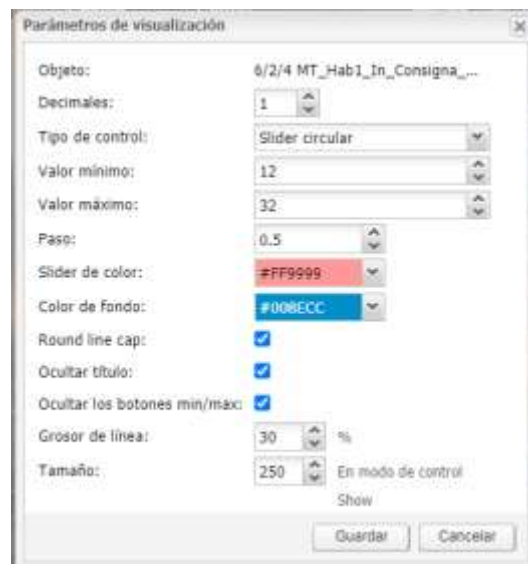 Parámetros de visualización
Objeto: 6/2/4 MT_Hab1_In_Consigna_...
Decimales: 1
Tipo de control: Slider circular
Valor mínimo: 12
Valor máximo: 32
Paso: 0.5
Slider de color: #FF9999
Color de fondo: #008ECC
Round line cap:
Ocultar título:
Ocultar los botones min/max:
Grosor de línea: 30 %
Tamaño: 250 En modo de control
Show
Guardar Cancelar